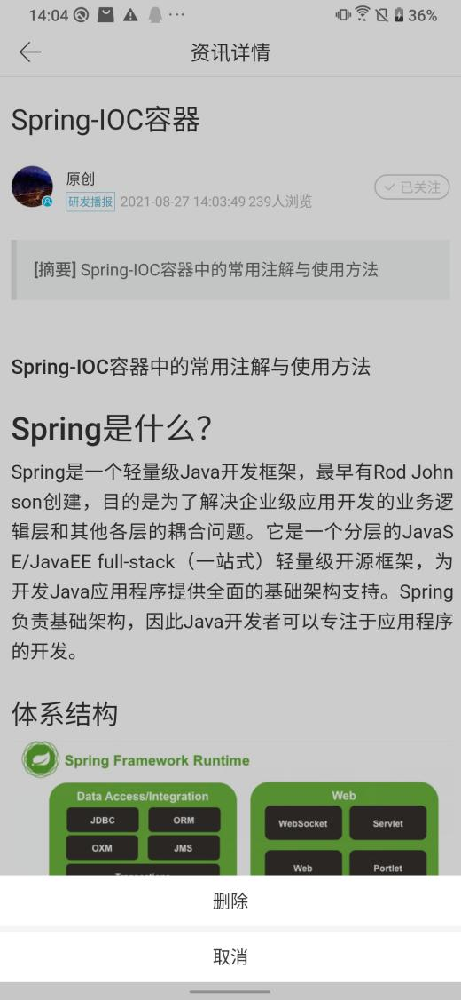 14:04 36%
资讯详情
Spring-IOC容器
原创
已关注
研发播报 2021-08-27 14:03:49 239人浏览
[摘要] Spring-IOC容器中的常用注解与使用方法
Spring-IOC容器中的常用注解与使用方法
Spring是什么？
Spring是一个轻量级Java开发框架，最早有Rod John
son创建，目的是为了解决企业级应用开发的业务逻
辑层和其他各层的耦合问题。它是一个分层的JavaS
E/JavaEE full-stack（一站式）轻量级开源框架，为
开发Java应用程序提供全面的基础架构支持。Spring
负责基础架构，因此Java开发者可以专注于应用程序
的开发。
体系结构
Spring Framework Runtime
Data Access/Integration
Web
JDBC ORM
WebSocket Servlet
OXM JMS
Web Portlet
Transactions
删除
取消